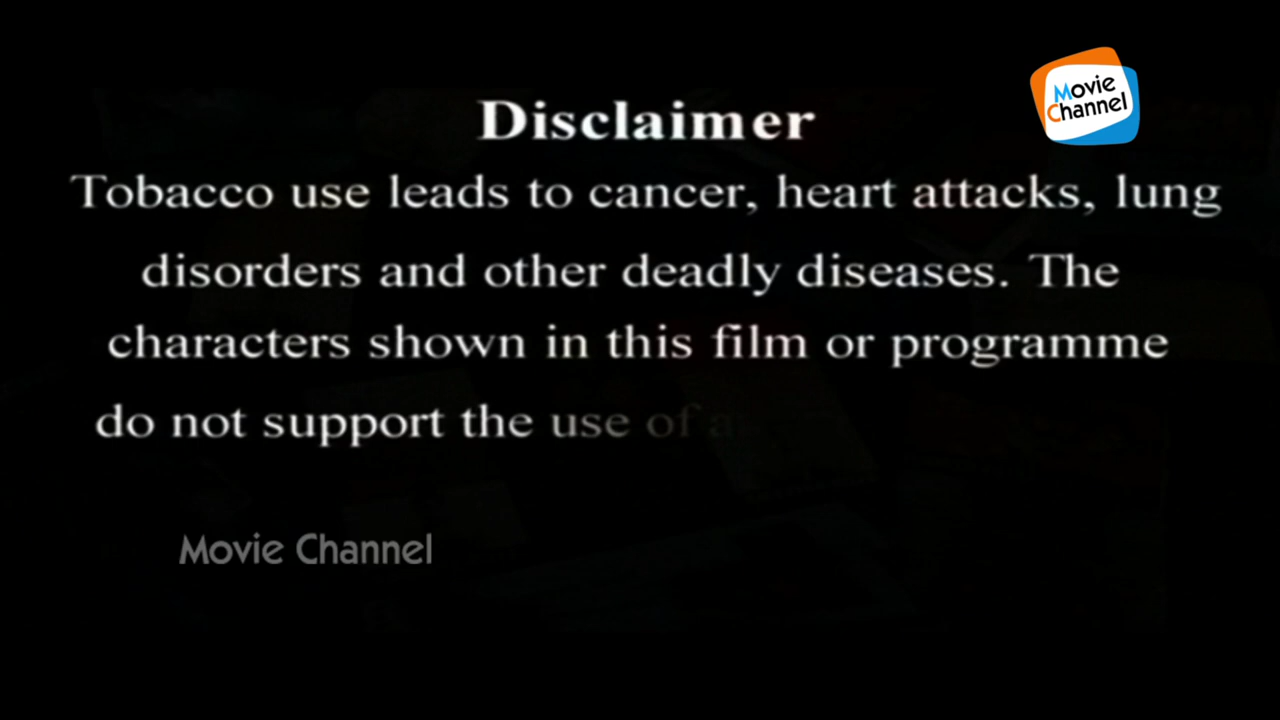 Disclaimer
Movie
Channel
Tobacco use leads to cancer, heart attacks, lung
disorders and other deadly diseases. The
characters shown in this film or programme
do not support the use of
Movie Channel